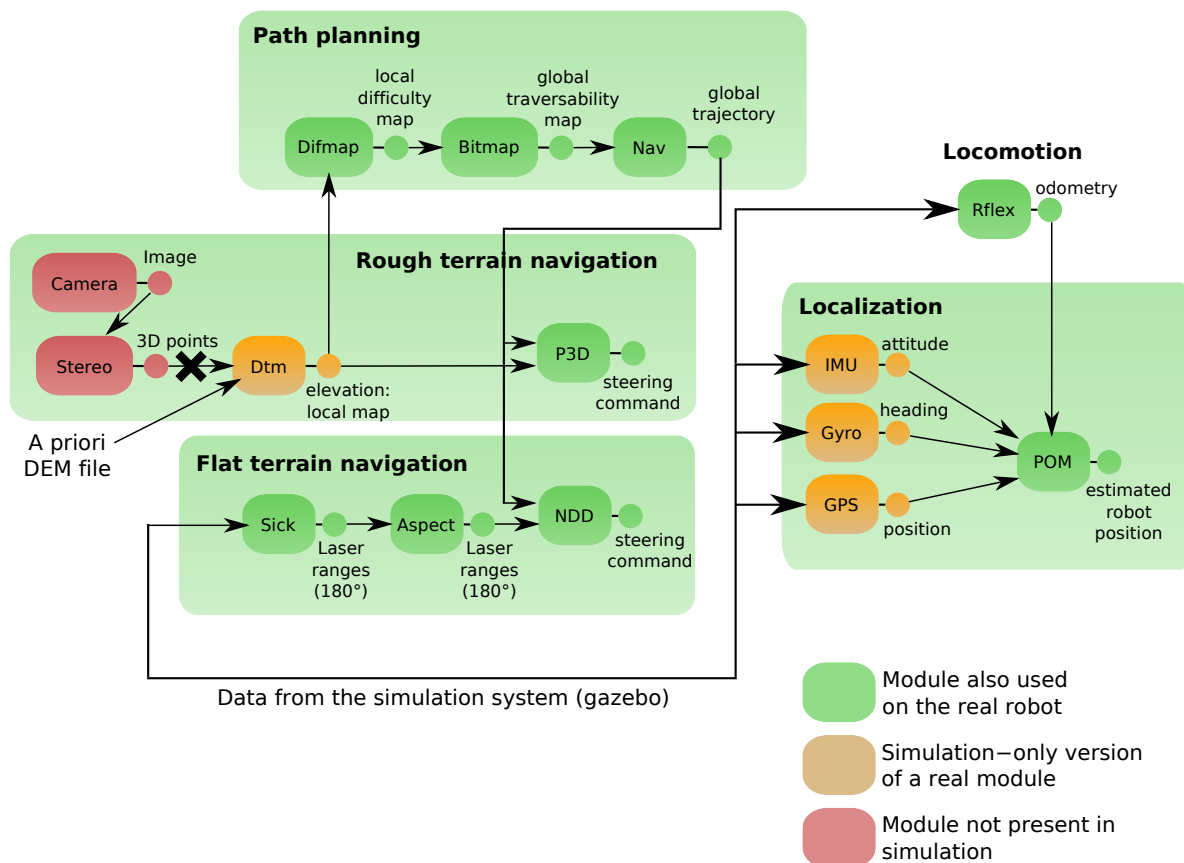 Path planning
local
difficulty
map
global
traversability
map
global
trajectory
Difmap
Bitmap
Nav
Locomotion
Rflex
odometry
Rough terrain navigation
Camera
Image
Stereo
3D points
Dtm
elevation:
local map
P3D
steering
command
A priori
DEM file
Flat terrain navigation
Sick
Laser
ranges
(180°)
Aspect
Laser
ranges
(180°)
NDD
steering
command
Localization
IMU
attitude
Gyro
heading
GPS
position
POM
estimated
robot
position
Data from the simulation system (gazebo)
Module also used
on the real robot
Simulation−only version
of a real module
Module not present in
simulation